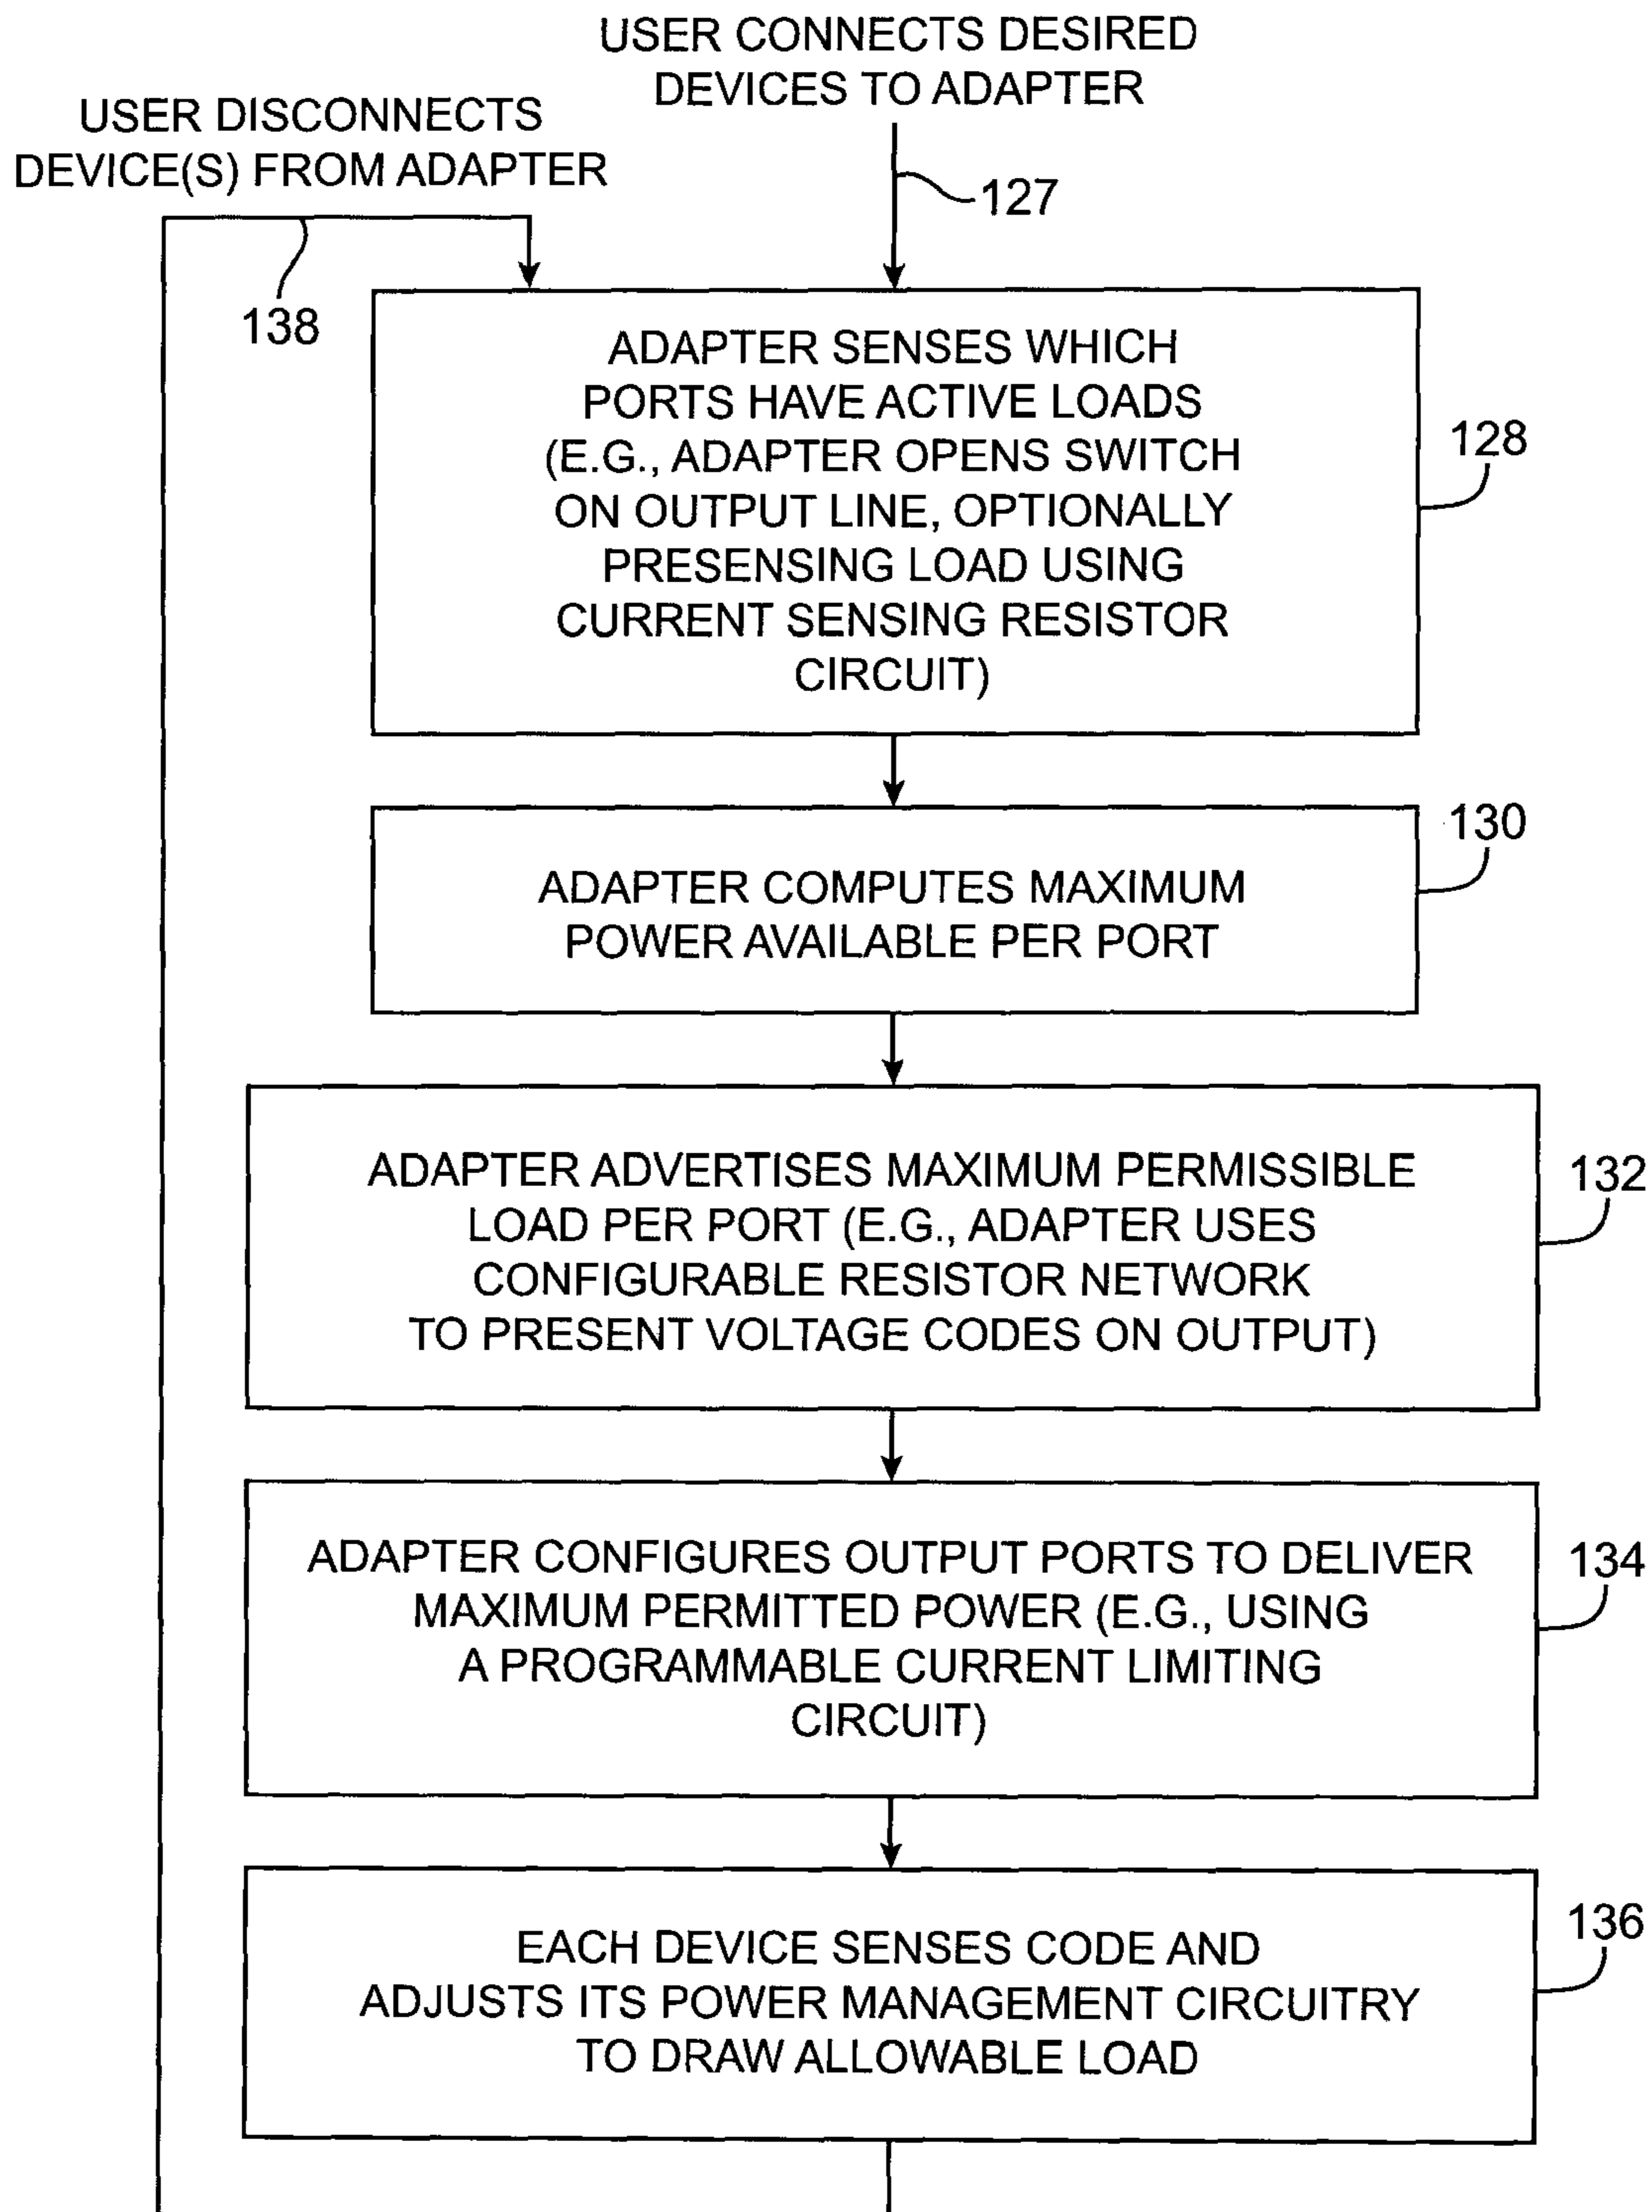 USER CONNECTS DESIRED
DEVICES TO ADAPTER
USER DISCONNECTS
DEVICE(S) FROM ADAPTER
127
138
ADAPTER SENSES WHICH
PORTS HAVE ACTIVE LOADS
(E.G., ADAPTER OPENS SWITCH
ON OUTPUT LINE, OPTIONALLY
PRESENSING LOAD USING
CURRENT SENSING RESISTOR
CIRCUIT)
128
ADAPTER COMPUTES MAXIMUM
POWER AVAILABLE PER PORT
130
ADAPTER ADVERTISES MAXIMUM PERMISSIBLE
LOAD PER PORT (E.G., ADAPTER USES
CONFIGURABLE RESISTOR NETWORK
TO PRESENT VOLTAGE CODES ON OUTPUT)
132
ADAPTER CONFIGURES OUTPUT PORTS TO DELIVER
MAXIMUM PERMITTED POWER (E.G., USING
A PROGRAMMABLE CURRENT LIMITING
CIRCUIT)
134
EACH DEVICE SENSES CODE AND
ADJUSTS ITS POWER MANAGEMENT CIRCUITRY
TO DRAW ALLOWABLE LOAD
136